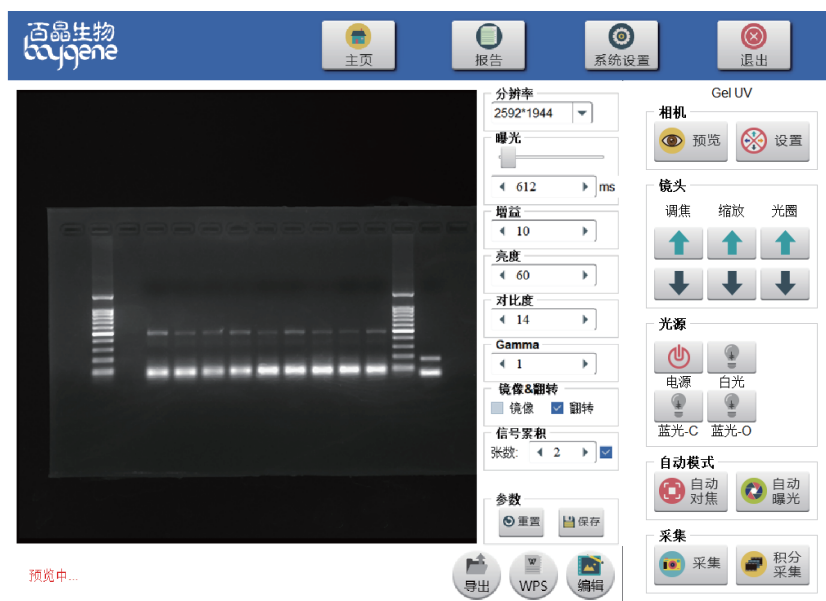 百晶生物
baygene
主页
报告
系统设置
退出
分辨率
2592*1944
曝光
612 ms
增益
10
亮度
60
对比度
14
Gamma
1
镜像&翻转
镜像 翻转
信号累积
张数: 2
参数
重置 保存
导出 WPS 编辑
预览中...
Gel UV
相机
预览 设置
镜头
调焦 缩放 光圈
光源
电源 白光
蓝光-C 蓝光-O
自动模式
自动对焦 自动曝光
采集
采集 积分采集